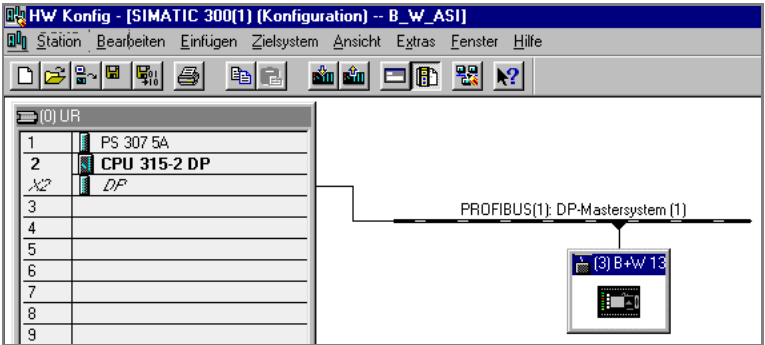 HW Konfig - [SIMATIC 300(1) (Konfiguration) -- B_W_ASI]
Station Bearbeiten Einfügen Zielsystem Ansicht Extras Fenster Hilfe
(0) UR
1 PS 307 5A
2 CPU 315-2 DP
X2 DP
3
4
5
6
7
8
9
PROFIBUS(1): DP-Mastersystem (1)
(3) B+W 13